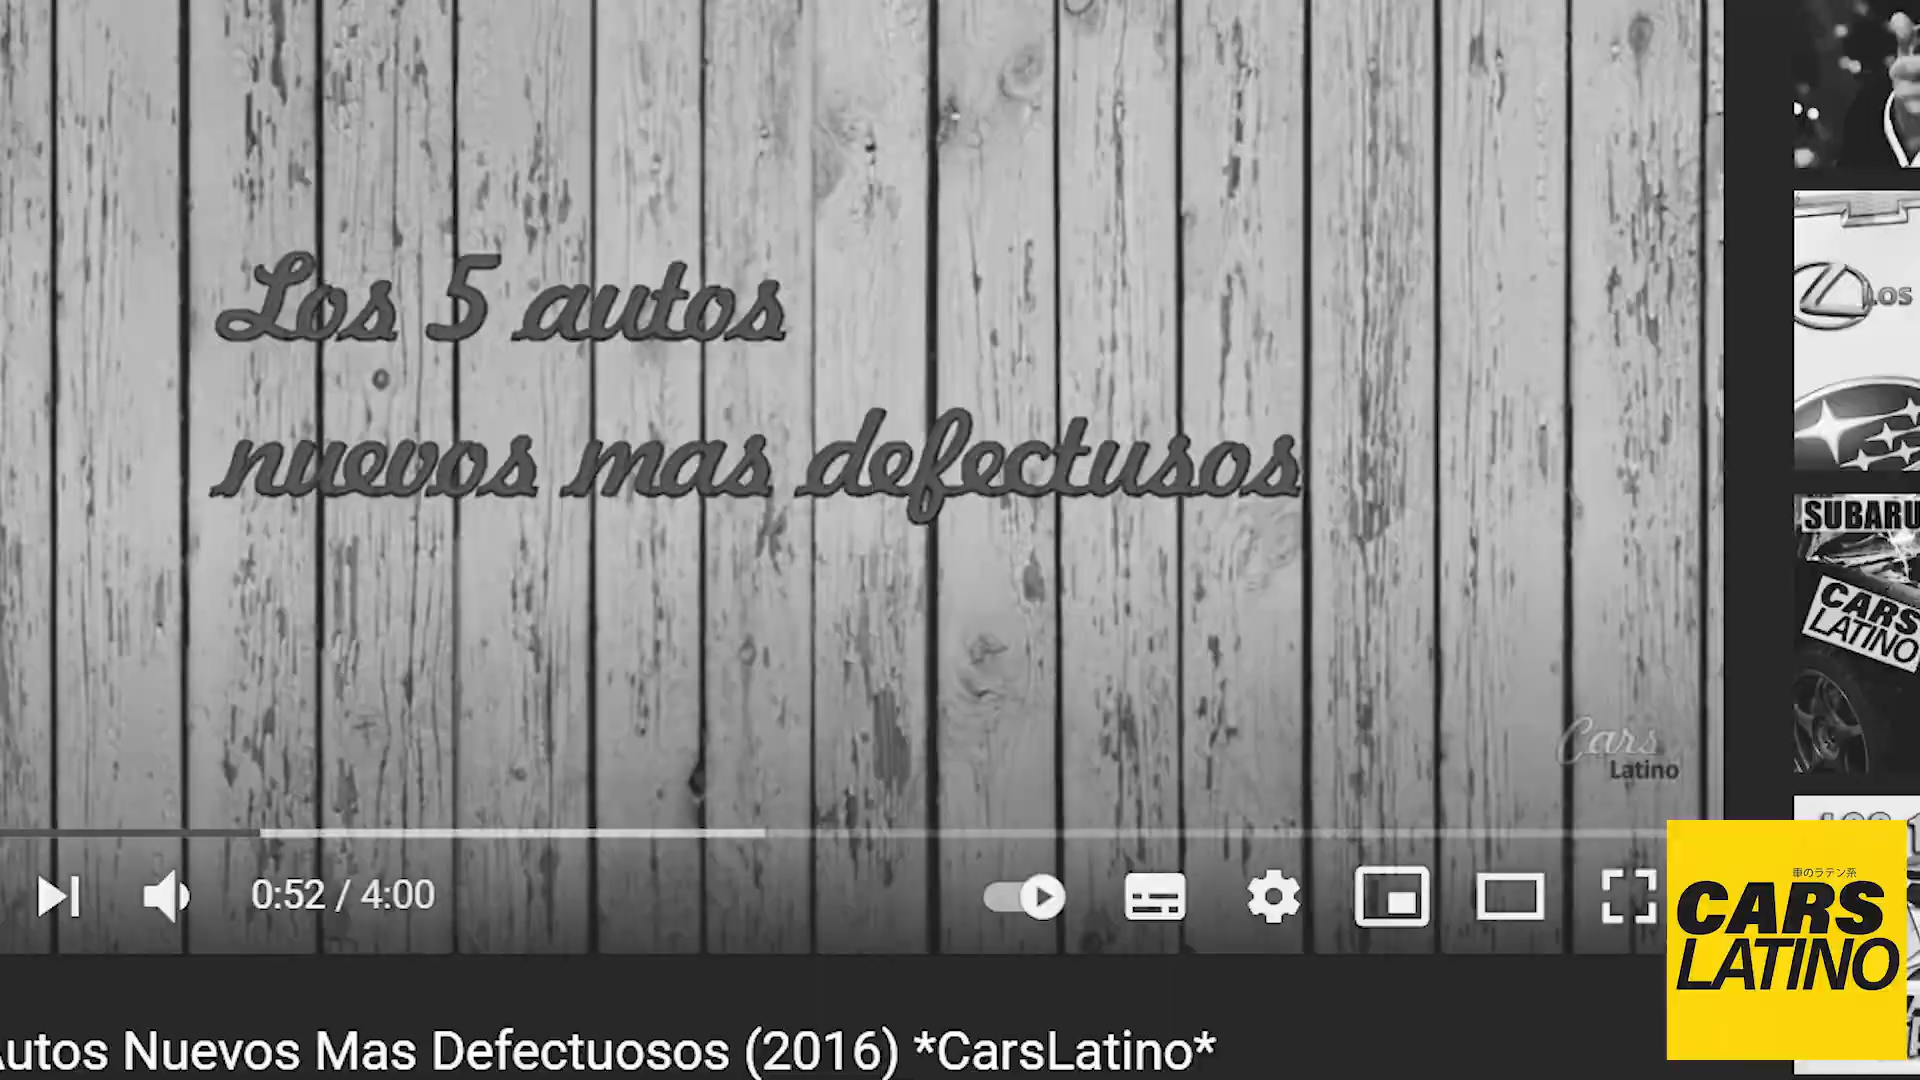 Los 5 autos
nuevos mas defectusos
Cars
Latino
0:52 / 4:00
Autos Nuevos Mas Defectuosos (2016) *CarsLatino*
LOS
SUBARU
CARS
LATINO
車のラテン系
CARS
LATINO